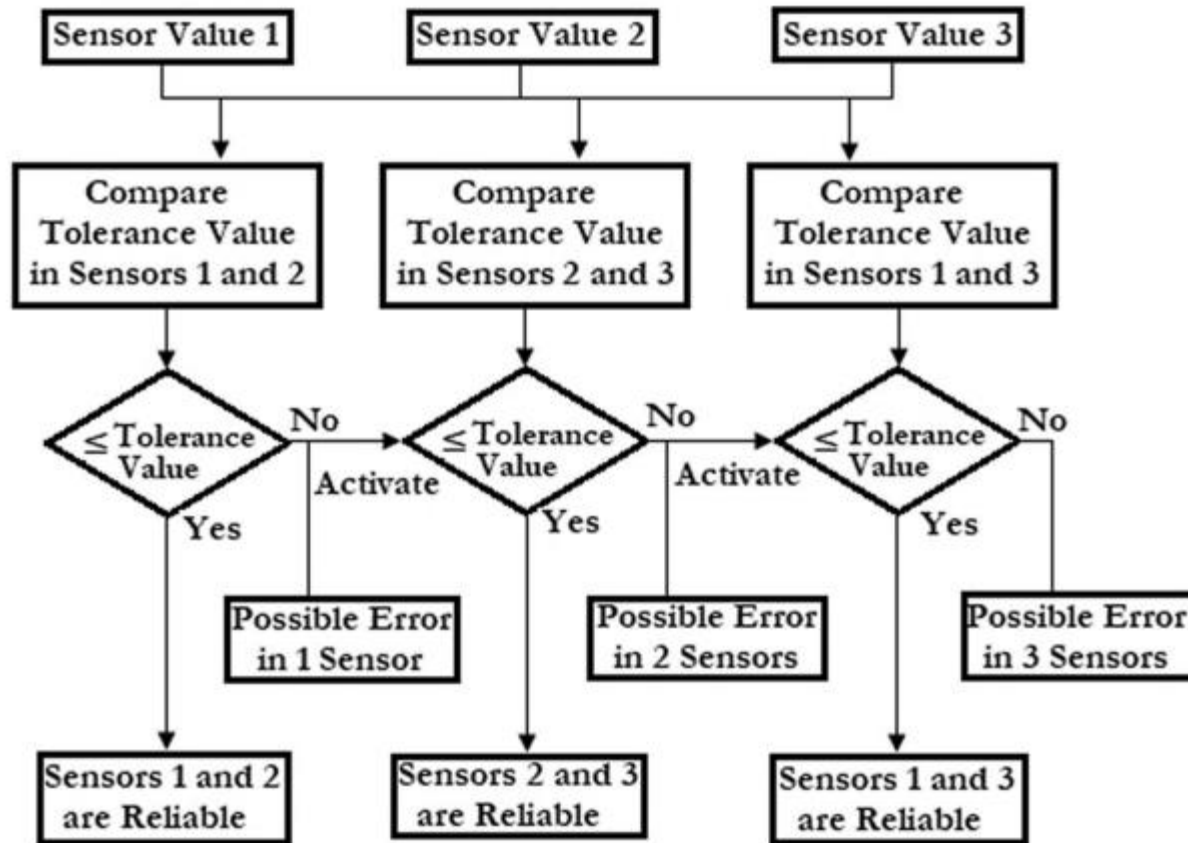 Sensor Value 1
Sensor Value 2
Sensor Value 3
Compare
Tolerance Value
in Sensors 1 and 2
Compare
Tolerance Value
in Sensors 2 and 3
Compare
Tolerance Value
in Sensors 1 and 3
≤ Tolerance
Value
No
Activate
Yes
≤ Tolerance
Value
No
Activate
Yes
≤ Tolerance
Value
No
Yes
Possible Error
in 1 Sensor
Possible Error
in 2 Sensors
Possible Error
in 3 Sensors
Sensors 1 and 2
are Reliable
Sensors 2 and 3
are Reliable
Sensors 1 and 3
are Reliable